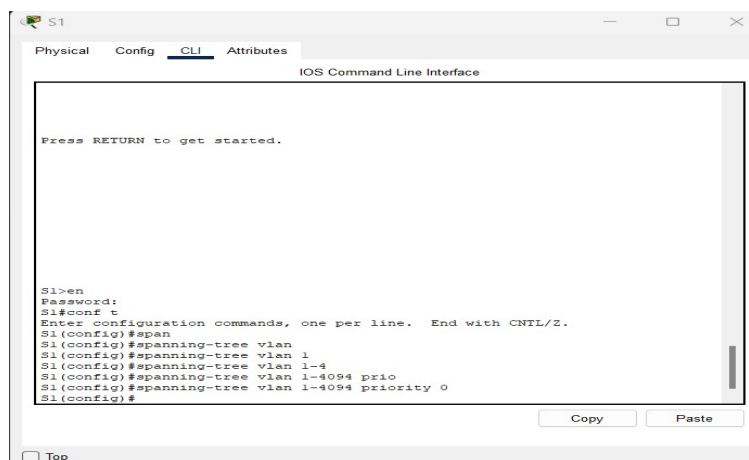 S1
Physical Config CLI Attributes
IOS Command Line Interface
Press RETURN to get started.
S1>en
Password:
S1#conf t
Enter configuration commands, one per line.  End with CNTL/Z.
S1(config)#span
S1(config)#spanning-tree vlan
S1(config)#spanning-tree vlan 1
S1(config)#spanning-tree vlan 1-4
S1(config)#spanning-tree vlan 1-4094 prio
S1(config)#spanning-tree vlan 1-4094 priority 0
S1(config)#
Copy Paste
Top